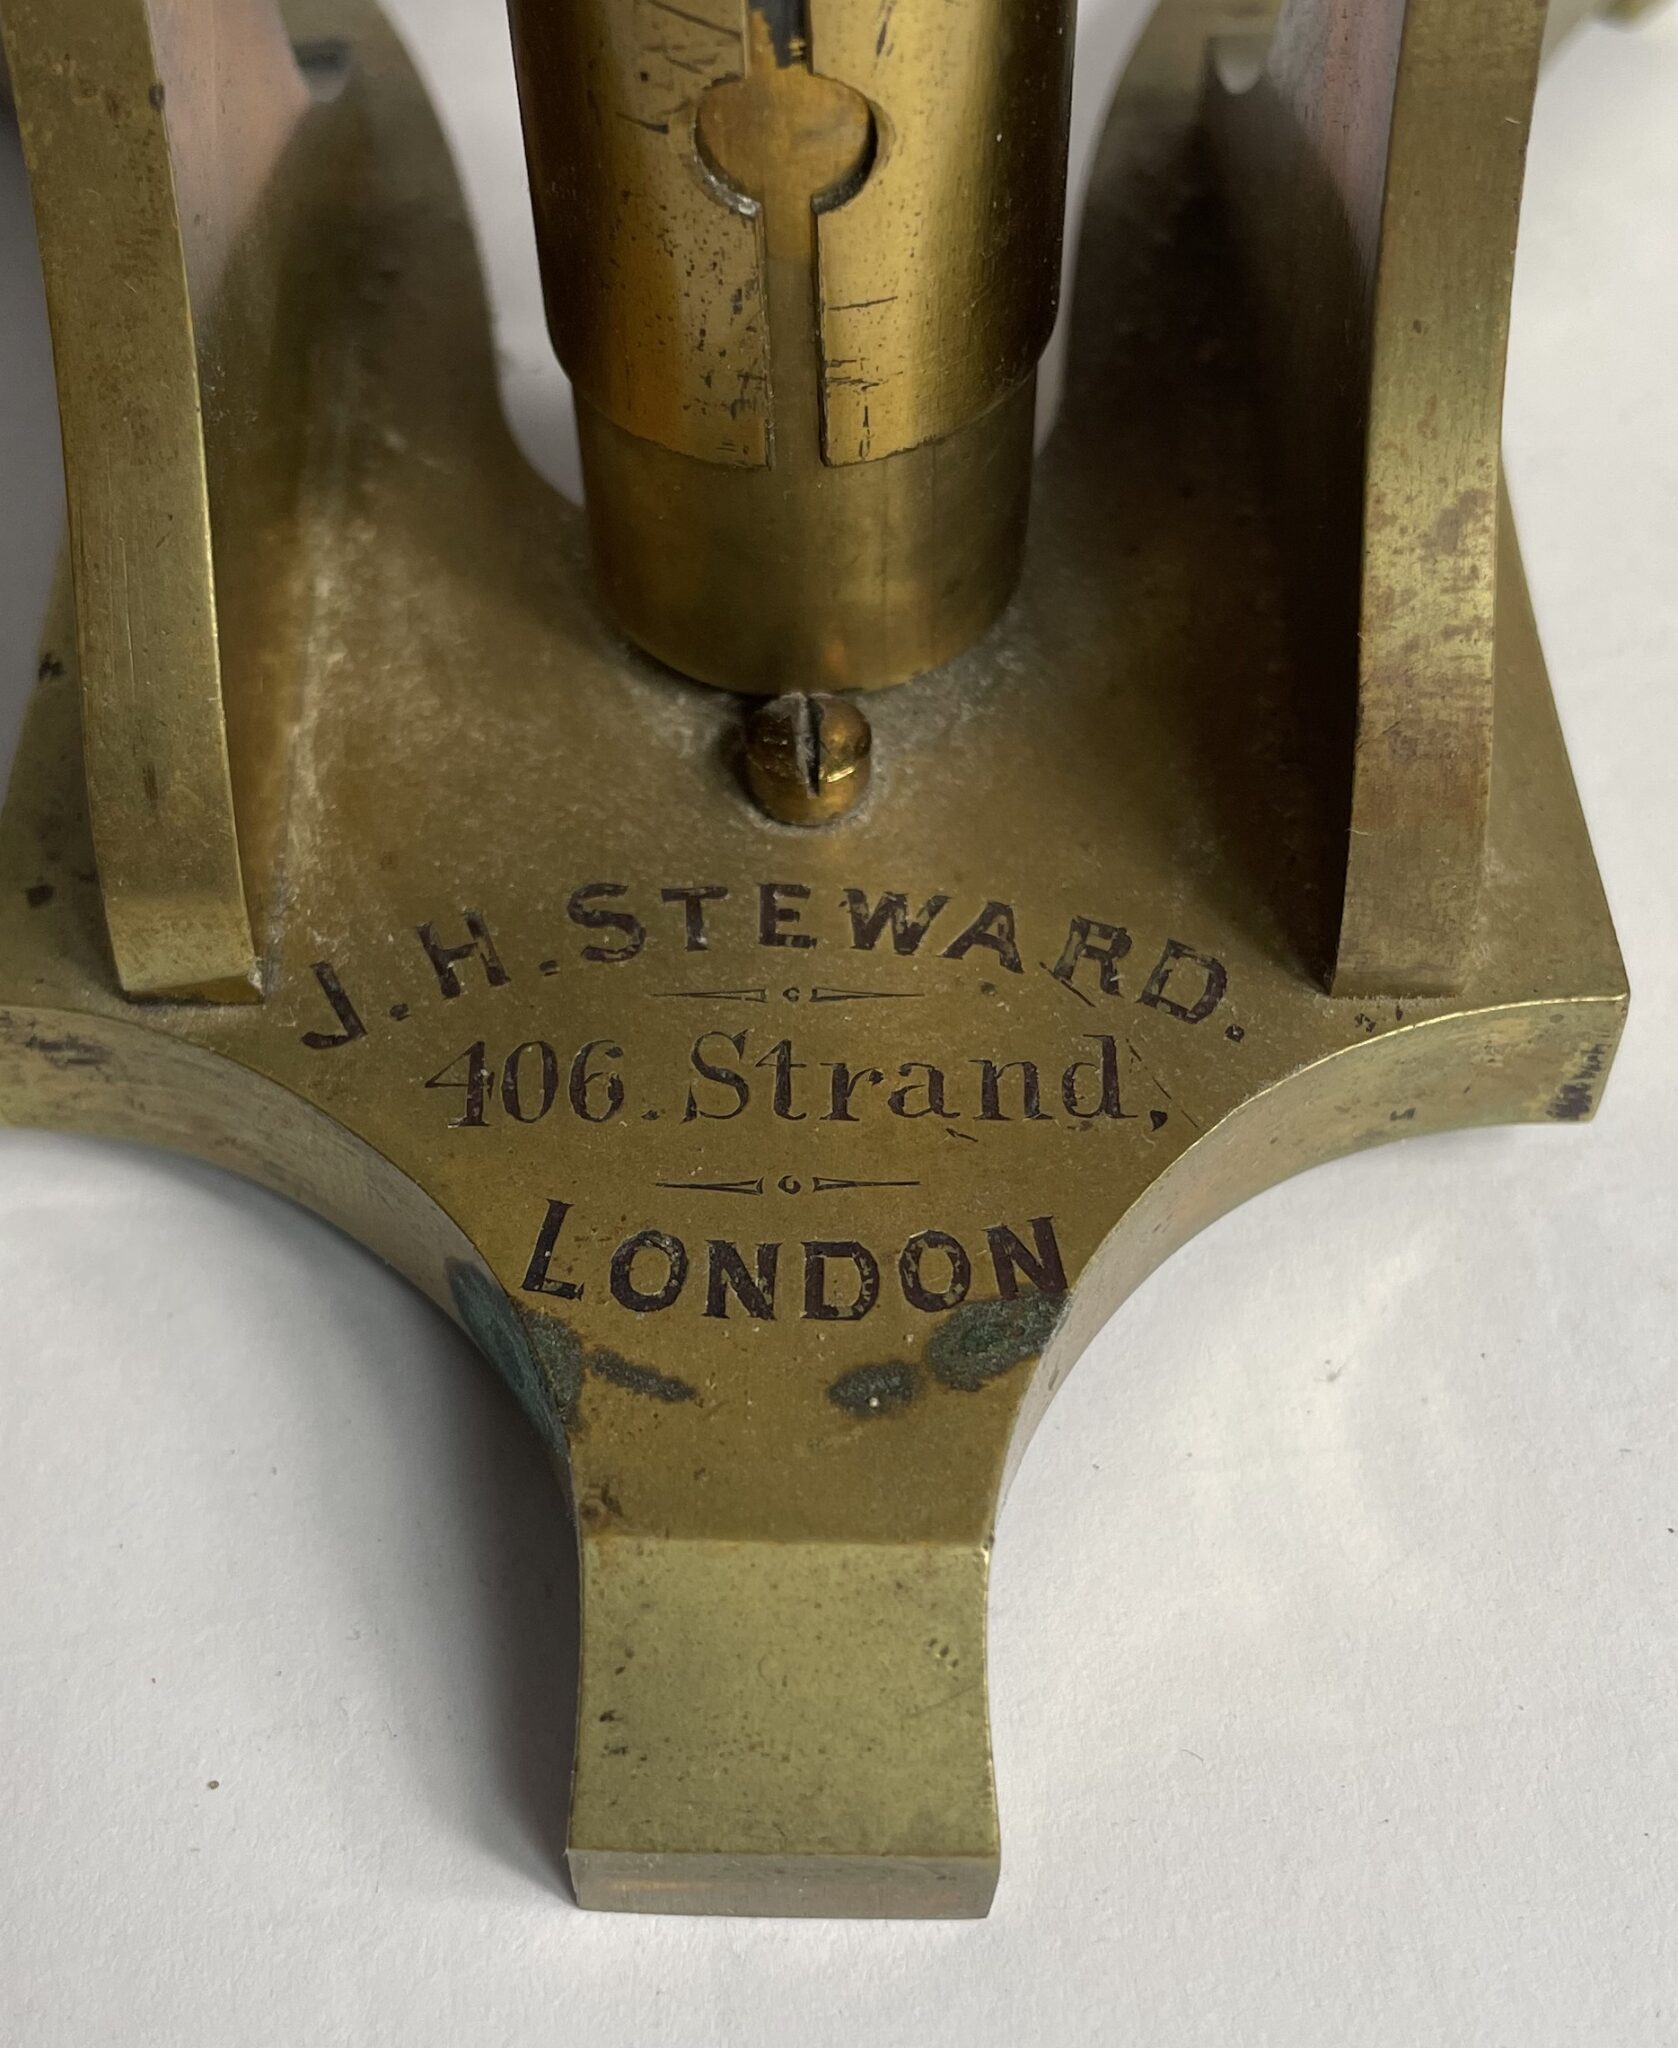 J. H. STEWARD.
406. Strand,
LONDON